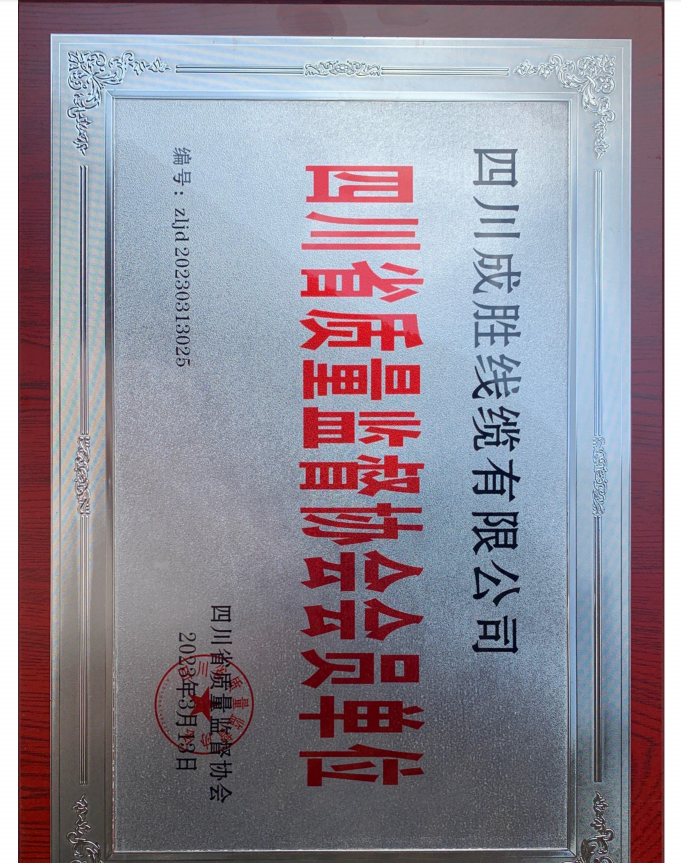 四川成胜线缆有限公司
四川省质量监督协会会员单位
编号：zljd 20230313025
四川省质量监督协会
2023年3月13日